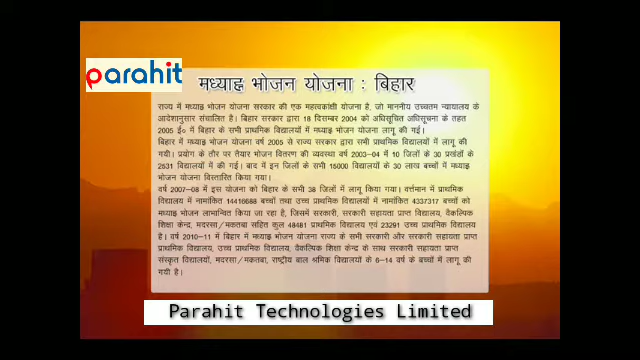 parahit
मध्याह्न भोजन योजना : बिहार
राज्य में मध्याह्न भोजन योजना सरकार की एक महत्वकांक्षी योजना है, जो माननीय उच्चतम न्यायालय के
आदेशानुसार संचालित है। बिहार सरकार द्वारा 18 दिसम्बर 2004 को अधिसूचित अधिसूचना के तहत
2005 ई० में बिहार के सभी प्राथमिक विद्यालयों में मध्याह्न भोजन योजना लागू की गई।
बिहार में मध्याह्न भोजन योजना वर्ष 2005 से राज्य सरकार द्वारा सभी प्राथमिक विद्यालयों में लागू की
गयी। प्रयोग के तौर पर तैयार भोजन वितरण की व्यवस्था वर्ष 2003–04 में 10 जिलों के 30 प्रखंडों के
2531 विद्यालयों में की गई। बाद में इन जिलों के सभी 15000 विद्यालयों के 30 लाख बच्चों में मध्याह्न
भोजन योजना विस्तारित किया गया।
वर्ष 2007–08 में इस योजना को बिहार के सभी 38 जिलों में लागू किया गया। वर्त्तमान में प्राथमिक
विद्यालय में नामांकित 14416688 बच्चों तथा उच्च प्राथमिक विद्यालयों में नामांकित 4337317 बच्चों को
मध्याह्न भोजन लाभान्वित किया जा रहा है, जिसमें सरकारी, सरकारी सहायता प्राप्त विद्यालय, वैकल्पिक
शिक्षा केन्द्र, मदरसा/मकतबा सहित कुल 48481 प्राथमिक विद्यालय एवं 23291 उच्च प्राथमिक विद्यालय
है। वर्ष 2010–11 में बिहार में मध्याह्न भोजन योजना राज्य के सभी सरकारी और सरकारी सहायता प्राप्त
प्राथमिक विद्यालय, उच्च प्राथमिक विद्यालय, वैकल्पिक शिक्षा केन्द्र के साथ सरकारी सहायता प्राप्त
संस्कृत विद्यालयों, मदरसा/मकतबा, राष्ट्रीय बाल श्रमिक विद्यालयों के 6–14 वर्ष के बच्चों में लागू की
गयी है।
Parahit Technologies Limited